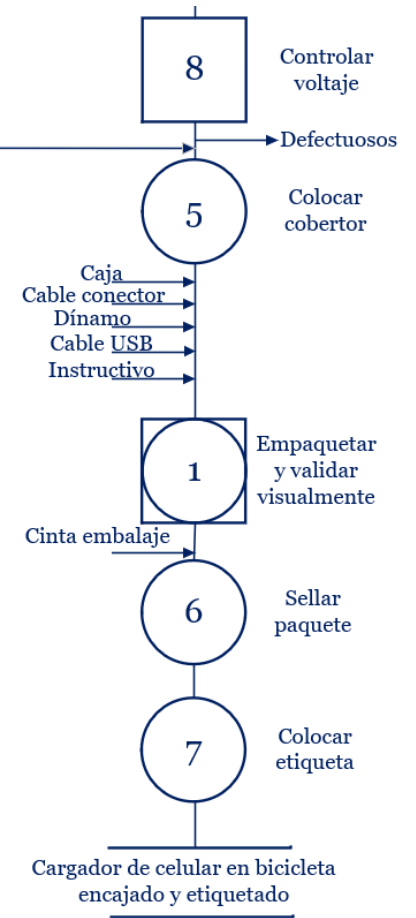 8
Controlar
voltaje
Defectuosos
5
Colocar
cobertor
Caja
Cable conector
Dínamo
Cable USB
Instructivo
1
Empaquetar
y validar
visualmente
Cinta embalaje
6
Sellar
paquete
7
Colocar
etiqueta
Cargador de celular en bicicleta
encajado y etiquetado